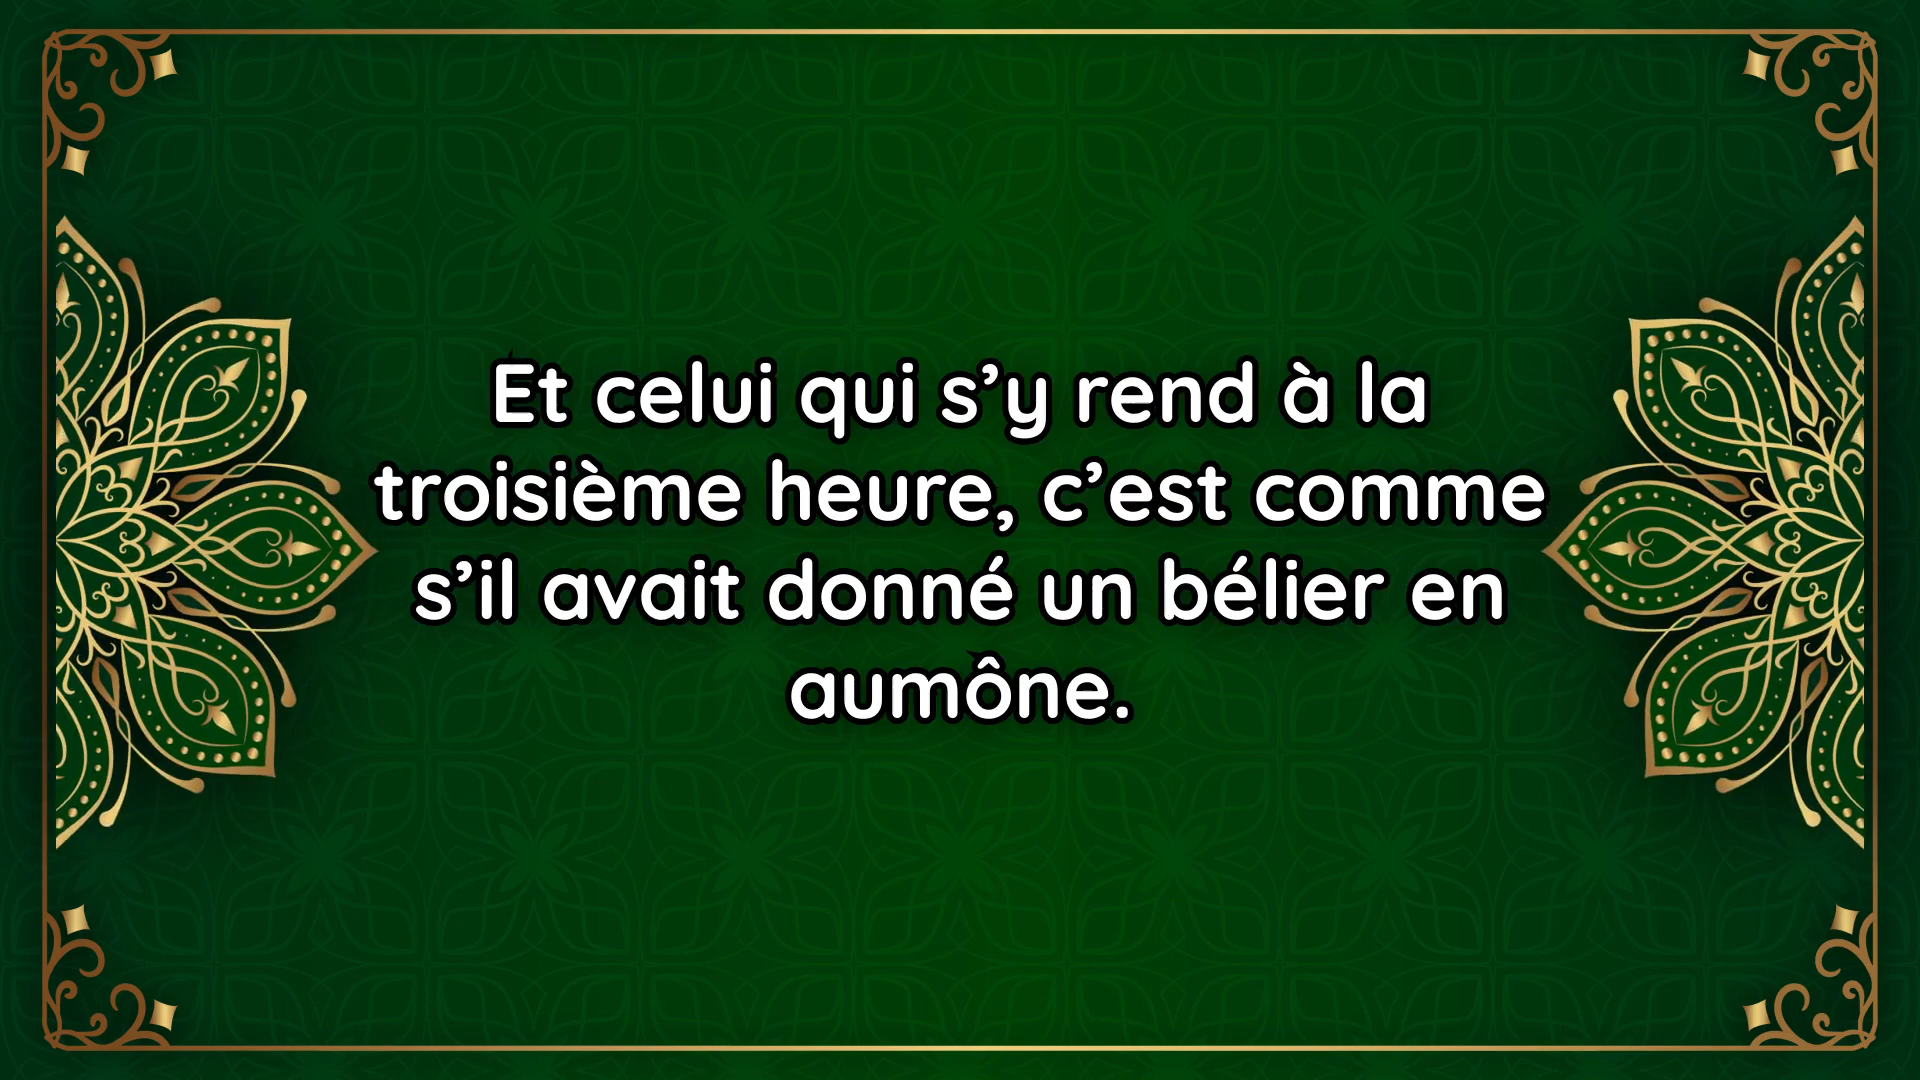 Et celui qui s’y rend à la
troisième heure, c’est comme
s’il avait donné un bélier en
aumône.